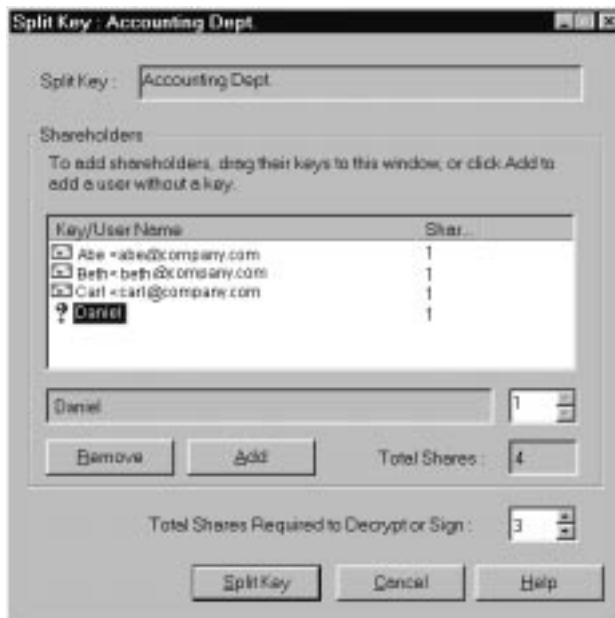 Split Key : Accounting Dept.
Split Key : Accounting Dept.
Shareholders
To add shareholders, drag their keys to this window, or click Add to
add a user without a key.
Key/User Name Shar...
Abe <abe@company.com 1
Beth <beth@company.com 1
Carl <carl@company.com 1
Daniel 1
Daniel 1
Remove Add Total Shares : 4
Total Shares Required to Decrypt or Sign : 3
Split Key Cancel Help